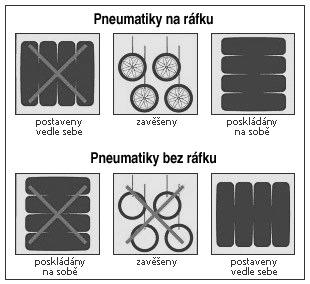 Pneumatiky na ráfku
postaveny
vedle sebe
zavěšeny
poskládány
na sobě
Pneumatiky bez ráfku
poskládány
na sobě
zavěšeny
postaveny
vedle sebe